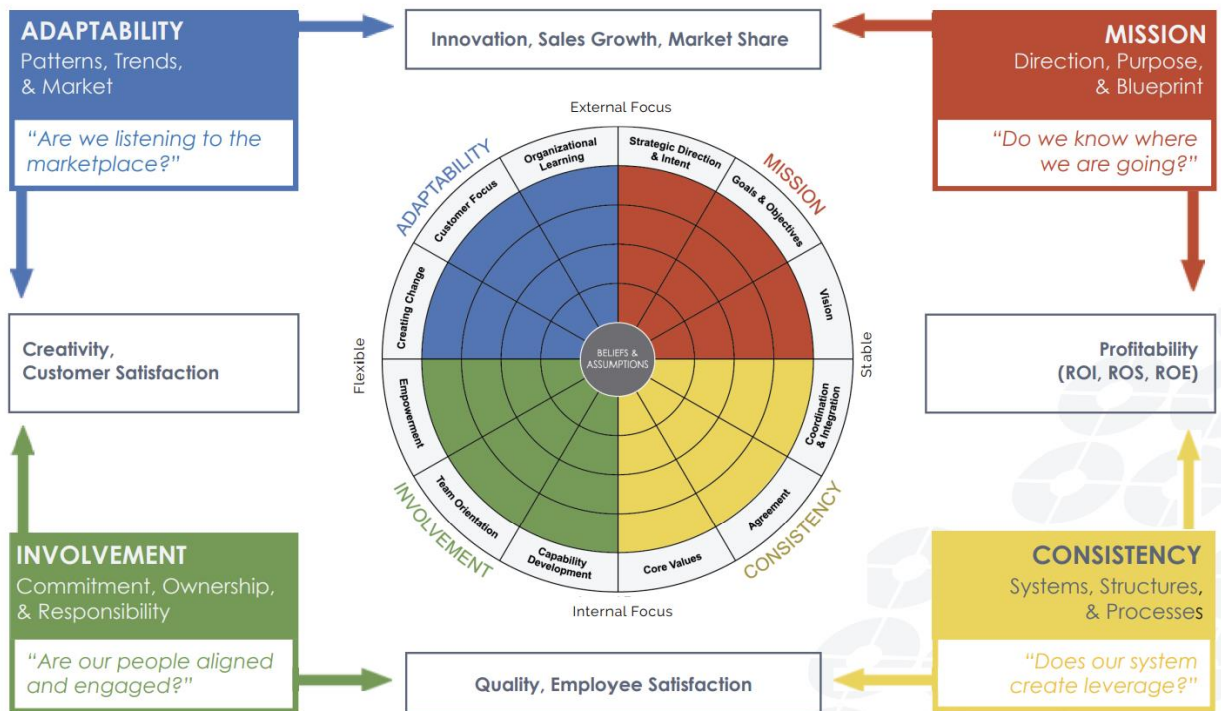 ADAPTABILITY
Patterns, Trends,
& Market
“Are we listening to the
marketplace?”
Innovation, Sales Growth, Market Share
MISSION
Direction, Purpose,
& Blueprint
“Do we know where
we are going?”
External Focus
ADAPTABILITY
MISSION
Organizational
Learning
Strategic Direction
& Intent
Customer Focus
Goals & Objectives
Creating Change
Vision
Creativity,
Customer Satisfaction
Flexible
BELIEFS &
ASSUMPTIONS
Stable
Profitability
(ROI, ROS, ROE)
Empowerment
Coordination
& Integration
Team Orientation
Agreement
Capability
Development
Core Values
INVOLVEMENT
CONSISTENCY
Internal Focus
INVOLVEMENT
Commitment, Ownership,
& Responsibility
“Are our people aligned
and engaged?”
Quality, Employee Satisfaction
CONSISTENCY
Systems, Structures,
& Processes
“Does our system
create leverage?”